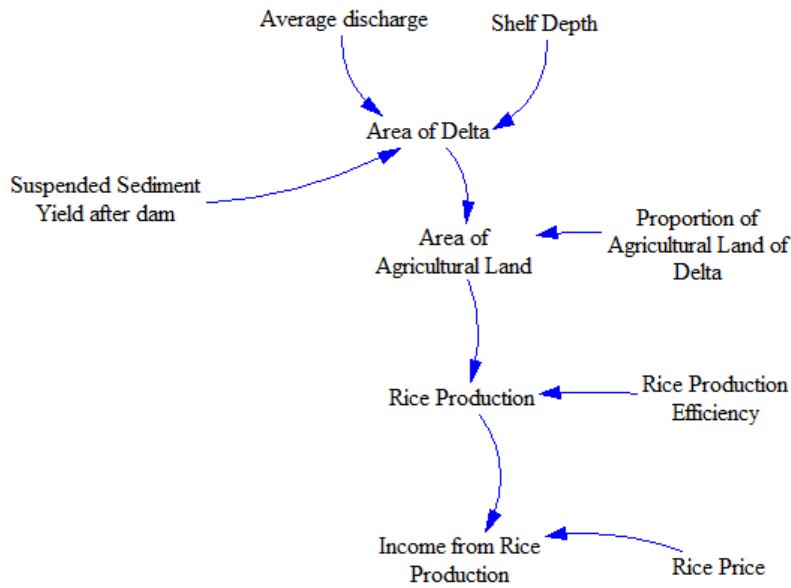 Average discharge
Shelf Depth
Area of Delta
Suspended Sediment
Yield after dam
Area of
Agricultural Land
Proportion of
Agricultural Land of
Delta
Rice Production
Rice Production
Efficiency
Income from Rice
Production
Rice Price